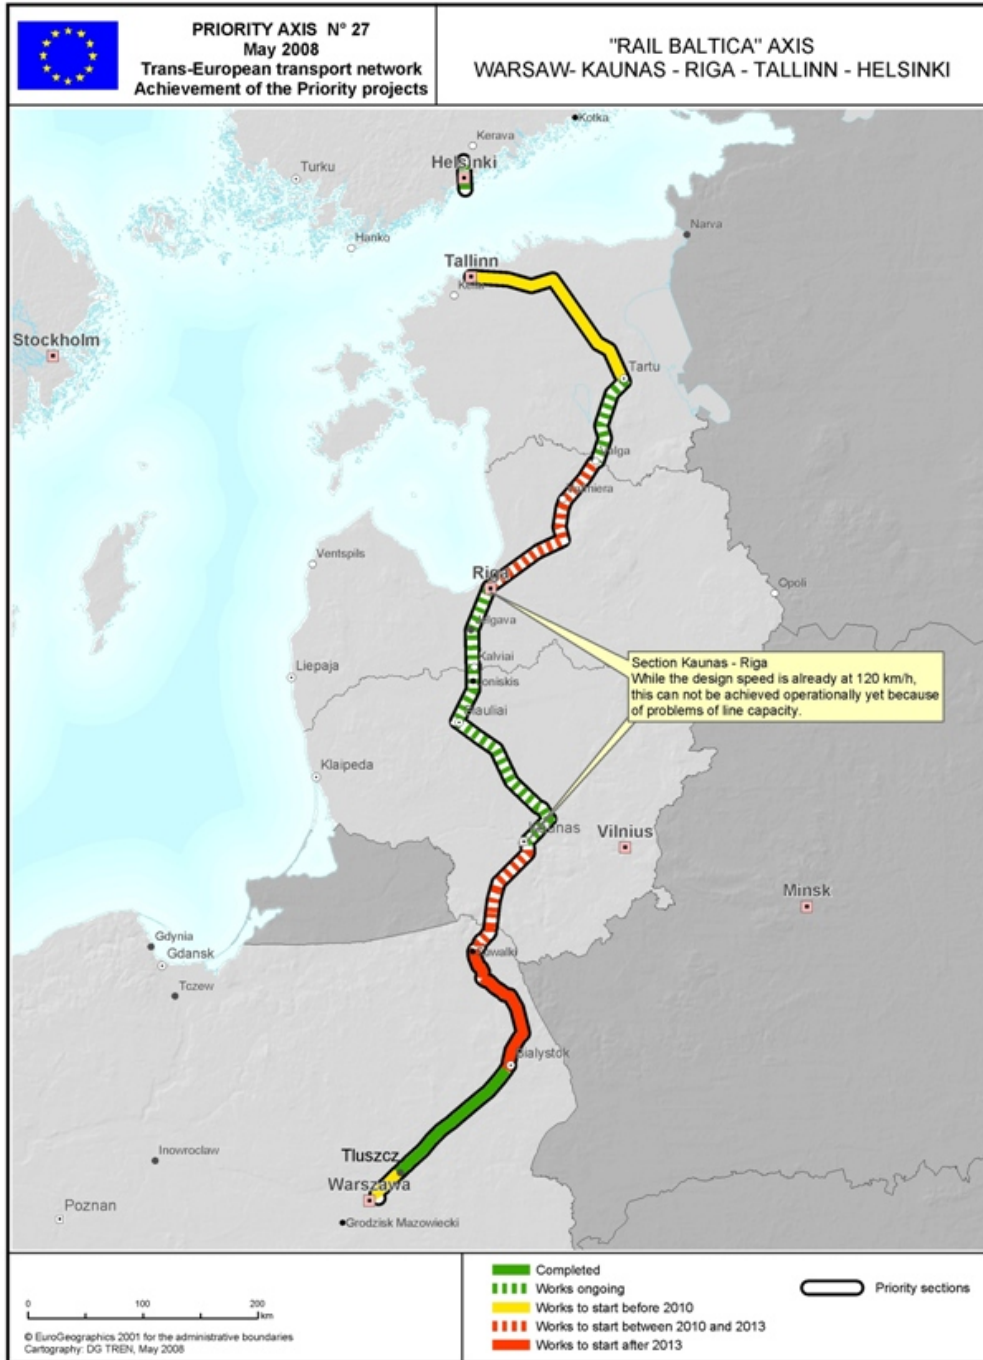 PRIORITY AXIS N° 27
May 2008
Trans-European transport network
Achievement of the Priority projects
"RAIL BALTICA" AXIS
WARSAW- KAUNAS - RIGA - TALLINN - HELSINKI
Kotka
Kerava
Helsinki
Turku
Narva
Hanko
Tallinn
Stockholm
Tartu
Ventspils
Riga
Opoli
Kalviai
Section Kaunas - Riga
While the design speed is already at 120 km/h,
this can not be achieved operationally yet because
of problems of line capacity.
Liepaja
Klaipeda
Kaunas
Vilnius
Minsk
Gdynia
Gdansk
Tczew
Bialystok
Inowroclaw
Tluszcz
Warszawa
Poznan
Grodzisk Mazowiecki
0 100 200
km
© EuroGeographics 2001 for the administrative boundaries
Cartography: DG TREN, May 2008
Completed
Works ongoing
Works to start before 2010
Works to start between 2010 and 2013
Works to start after 2013
Priority sections